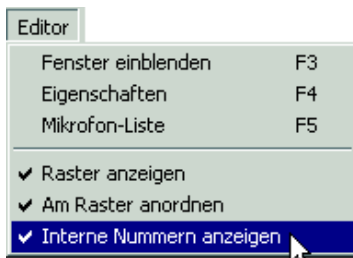 Editor
Fenster einblenden F3
Eigenschaften F4
Mikrofon-Liste F5
Raster anzeigen
Am Raster anordnen
Interne Nummern anzeigen